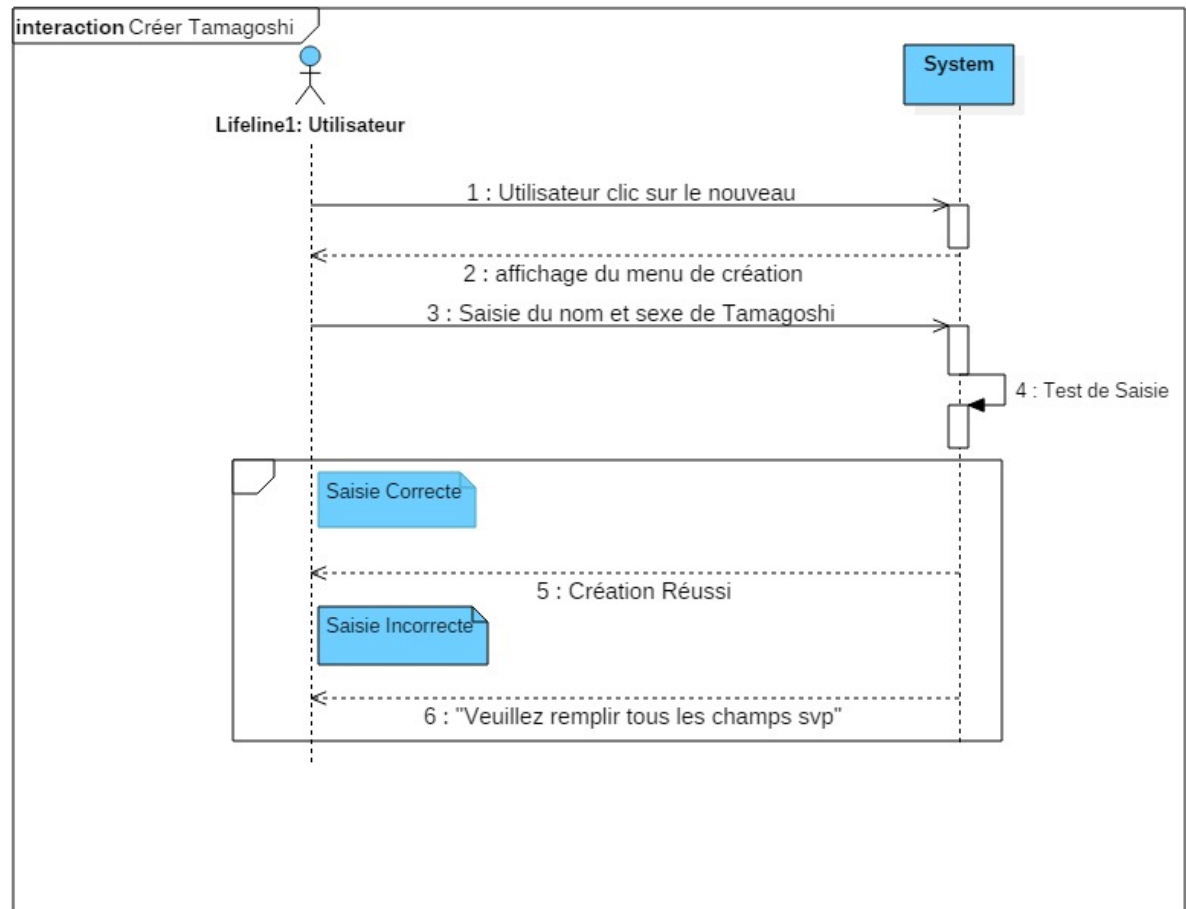 interaction Créer Tamagoshi
System
Lifeline1: Utilisateur
1 : Utilisateur clic sur le nouveau
2 : affichage du menu de création
3 : Saisie du nom et sexe de Tamagoshi
4 : Test de Saisie
Saisie Correcte
5 : Création Réussi
Saisie Incorrecte
6 : "Veuillez remplir tous les champs svp"